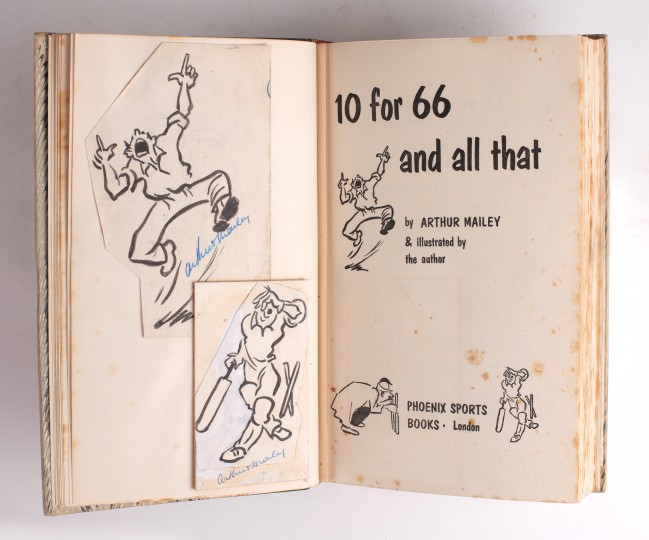 Arthur Mailey
Arthur Mailey
10 for 66
and all that
by ARTHUR MAILEY
& illustrated by
the author
PHOENIX SPORTS
BOOKS · London